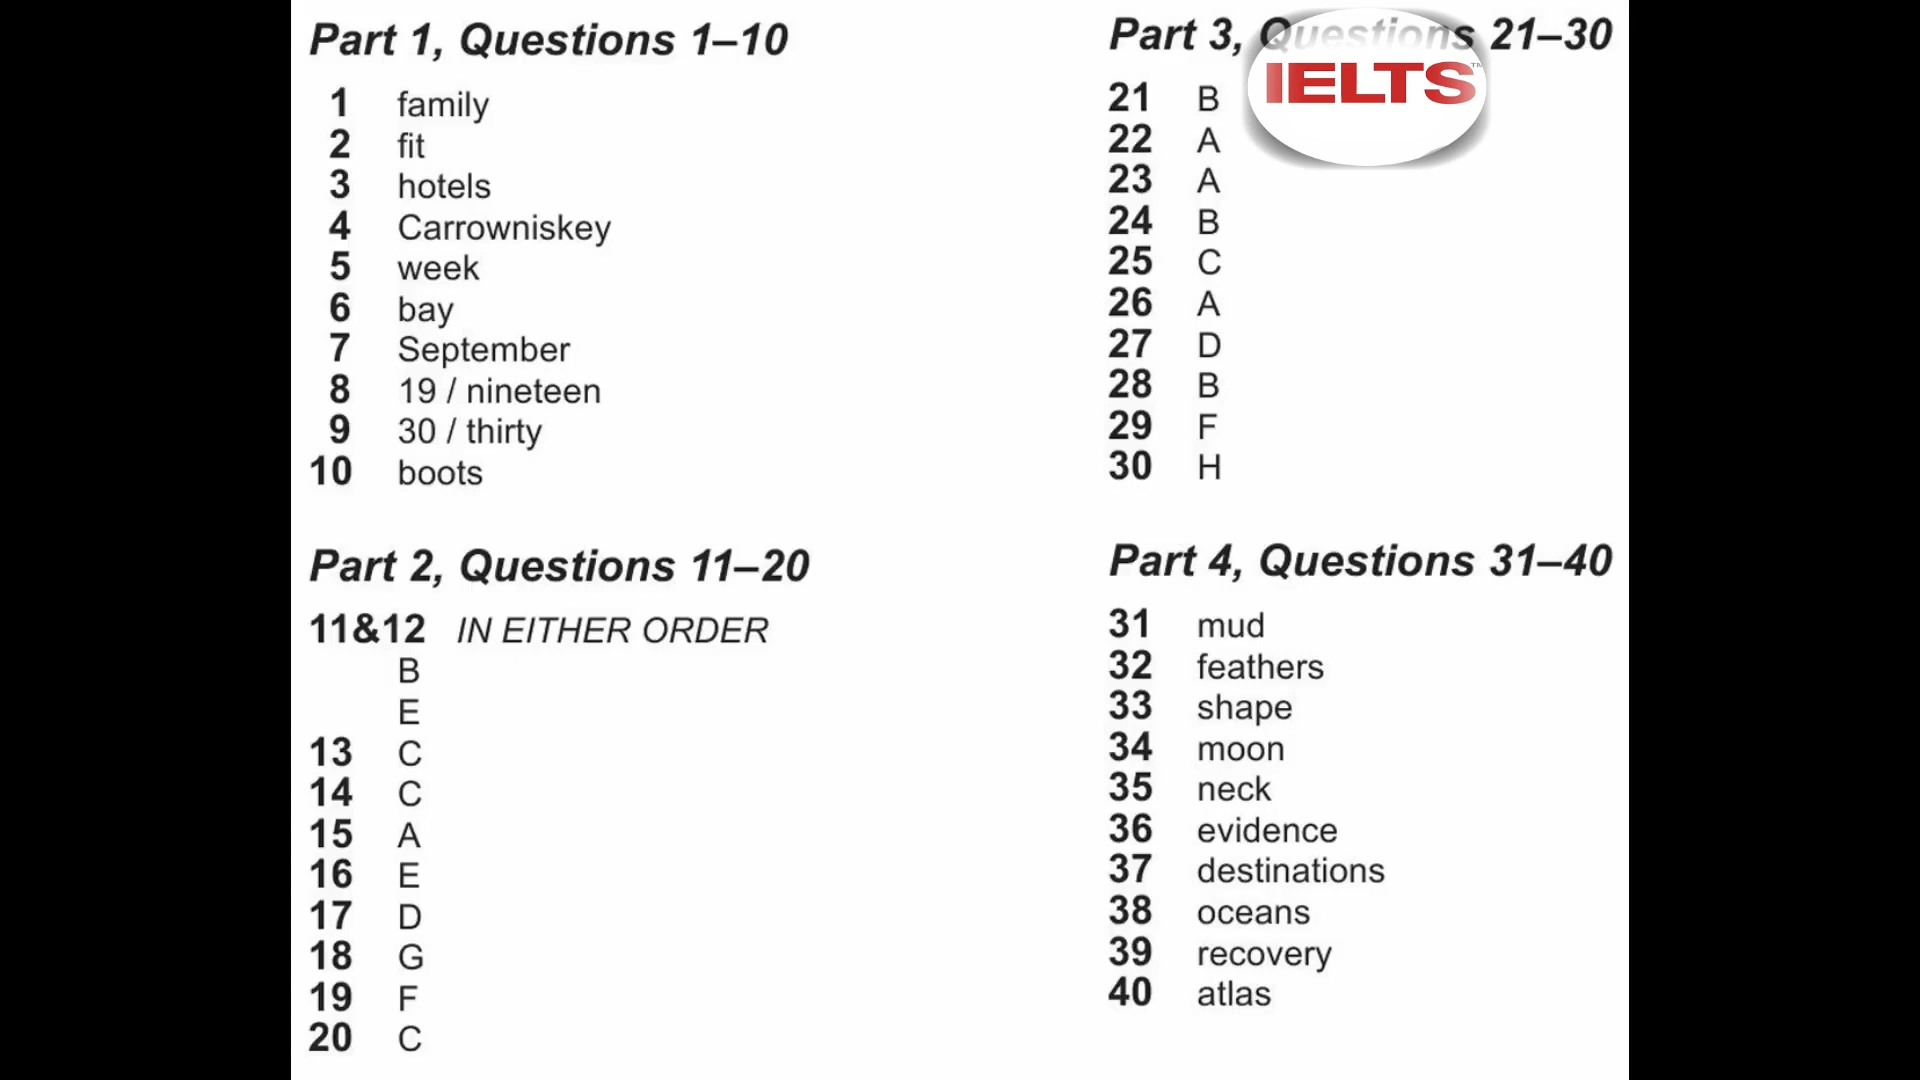 Part 1, Questions 1–10
1 family
2 fit
3 hotels
4 Carrowniskey
5 week
6 bay
7 September
8 19 / nineteen
9 30 / thirty
10 boots
Part 2, Questions 11–20
11&12 IN EITHER ORDER
B
E
13 C
14 C
15 A
16 E
17 D
18 G
19 F
20 C
Part 3, Questions 21–30
IELTS™
21 B
22 A
23 A
24 B
25 C
26 A
27 D
28 B
29 F
30 H
Part 4, Questions 31–40
31 mud
32 feathers
33 shape
34 moon
35 neck
36 evidence
37 destinations
38 oceans
39 recovery
40 atlas